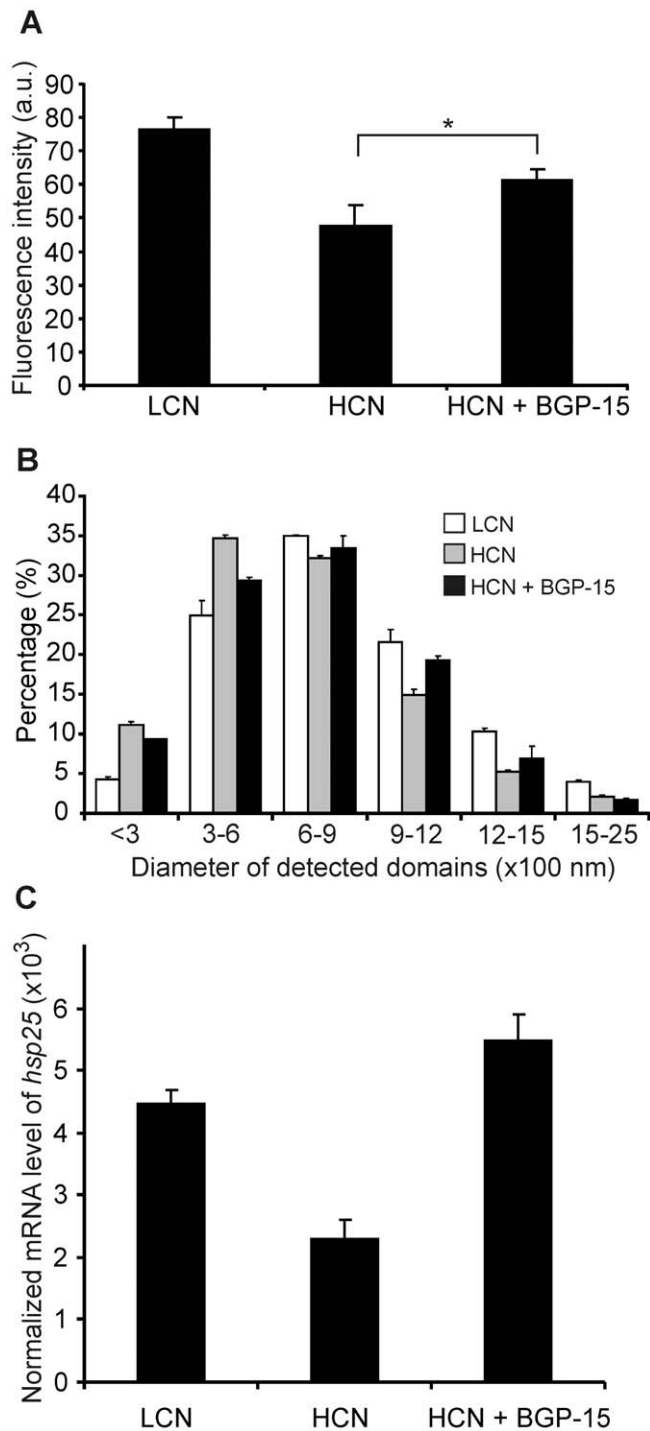 A
Fluorescence intensity (a.u.)
90
80
70
60
50
40
30
20
10
0
*
LCN HCN HCN + BGP-15
B
Percentage (%)
40
35
30
25
20
15
10
5
0
LCN
HCN
HCN + BGP-15
<3 3-6 6-9 9-12 12-15 15-25
Diameter of detected domains (x100 nm)
C
Normalized mRNA level of hsp25 (x10³)
6
5
4
3
2
1
0
LCN HCN HCN + BGP-15